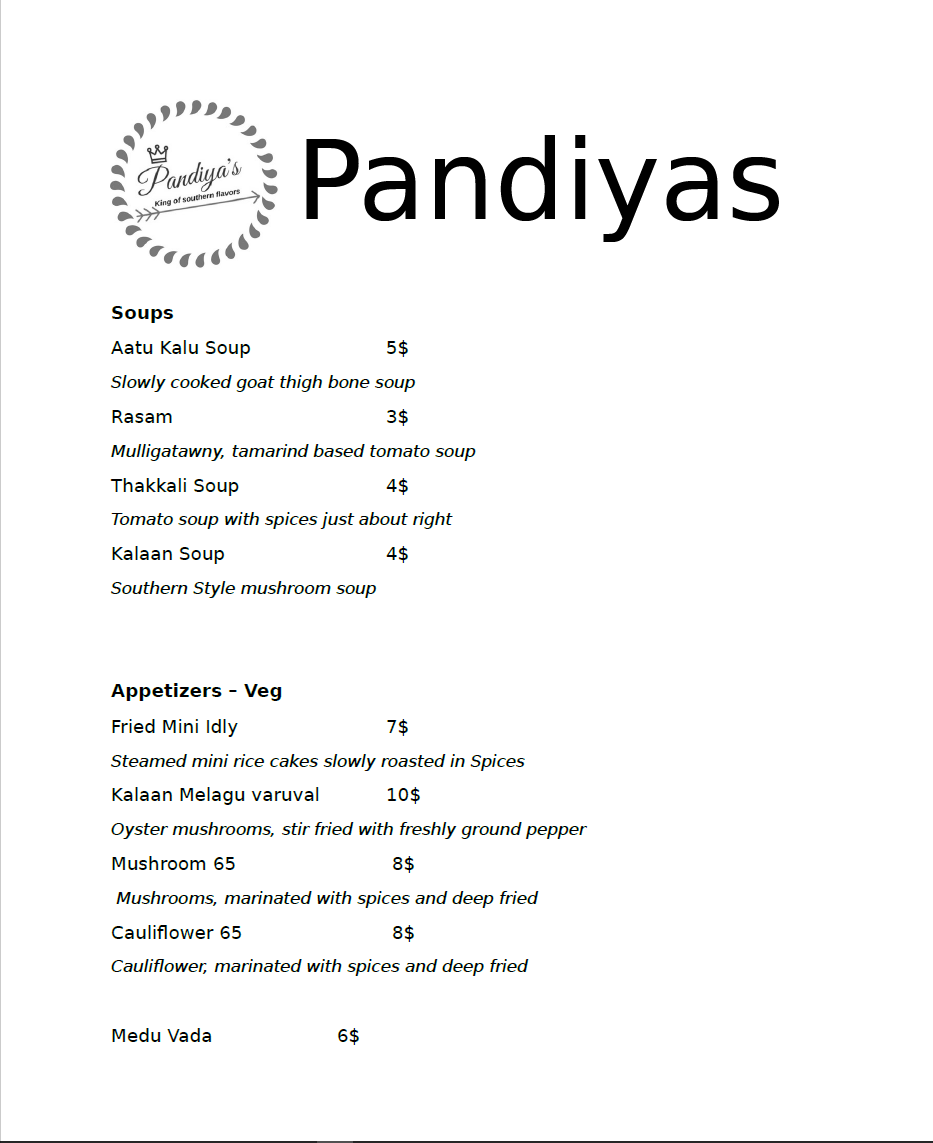 Pandiya's
King of southern flavors
Pandiyas
Soups
Aatu Kalu Soup 5$
Slowly cooked goat thigh bone soup
Rasam 3$
Mulligatawny, tamarind based tomato soup
Thakkali Soup 4$
Tomato soup with spices just about right
Kalaan Soup 4$
Southern Style mushroom soup
Appetizers – Veg
Fried Mini Idly 7$
Steamed mini rice cakes slowly roasted in Spices
Kalaan Melagu varuval 10$
Oyster mushrooms, stir fried with freshly ground pepper
Mushroom 65 8$
Mushrooms, marinated with spices and deep fried
Cauliflower 65 8$
Cauliflower, marinated with spices and deep fried
Medu Vada 6$